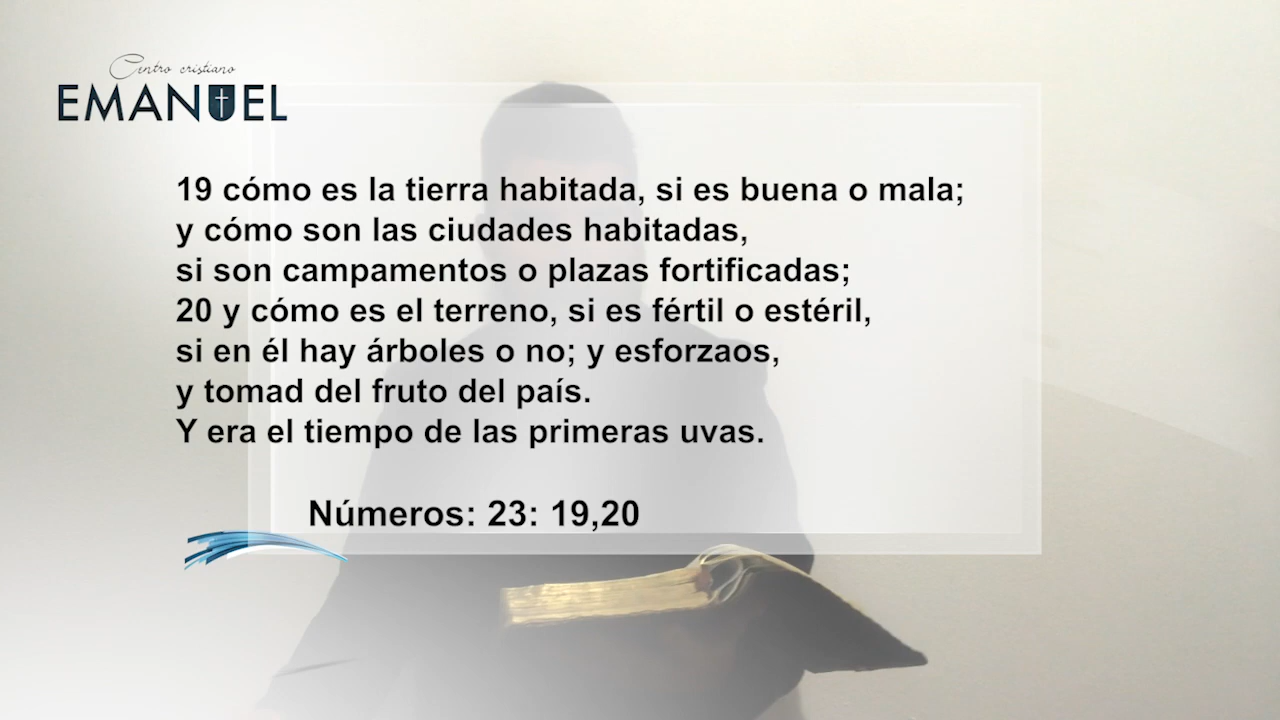 Centro cristiano
EMANUEL
19 cómo es la tierra habitada, si es buena o mala;
y cómo son las ciudades habitadas,
si son campamentos o plazas fortificadas;
20 y cómo es el terreno, si es fértil o estéril,
si en él hay árboles o no; y esforzaos,
y tomad del fruto del país.
Y era el tiempo de las primeras uvas.
Números: 23: 19,20